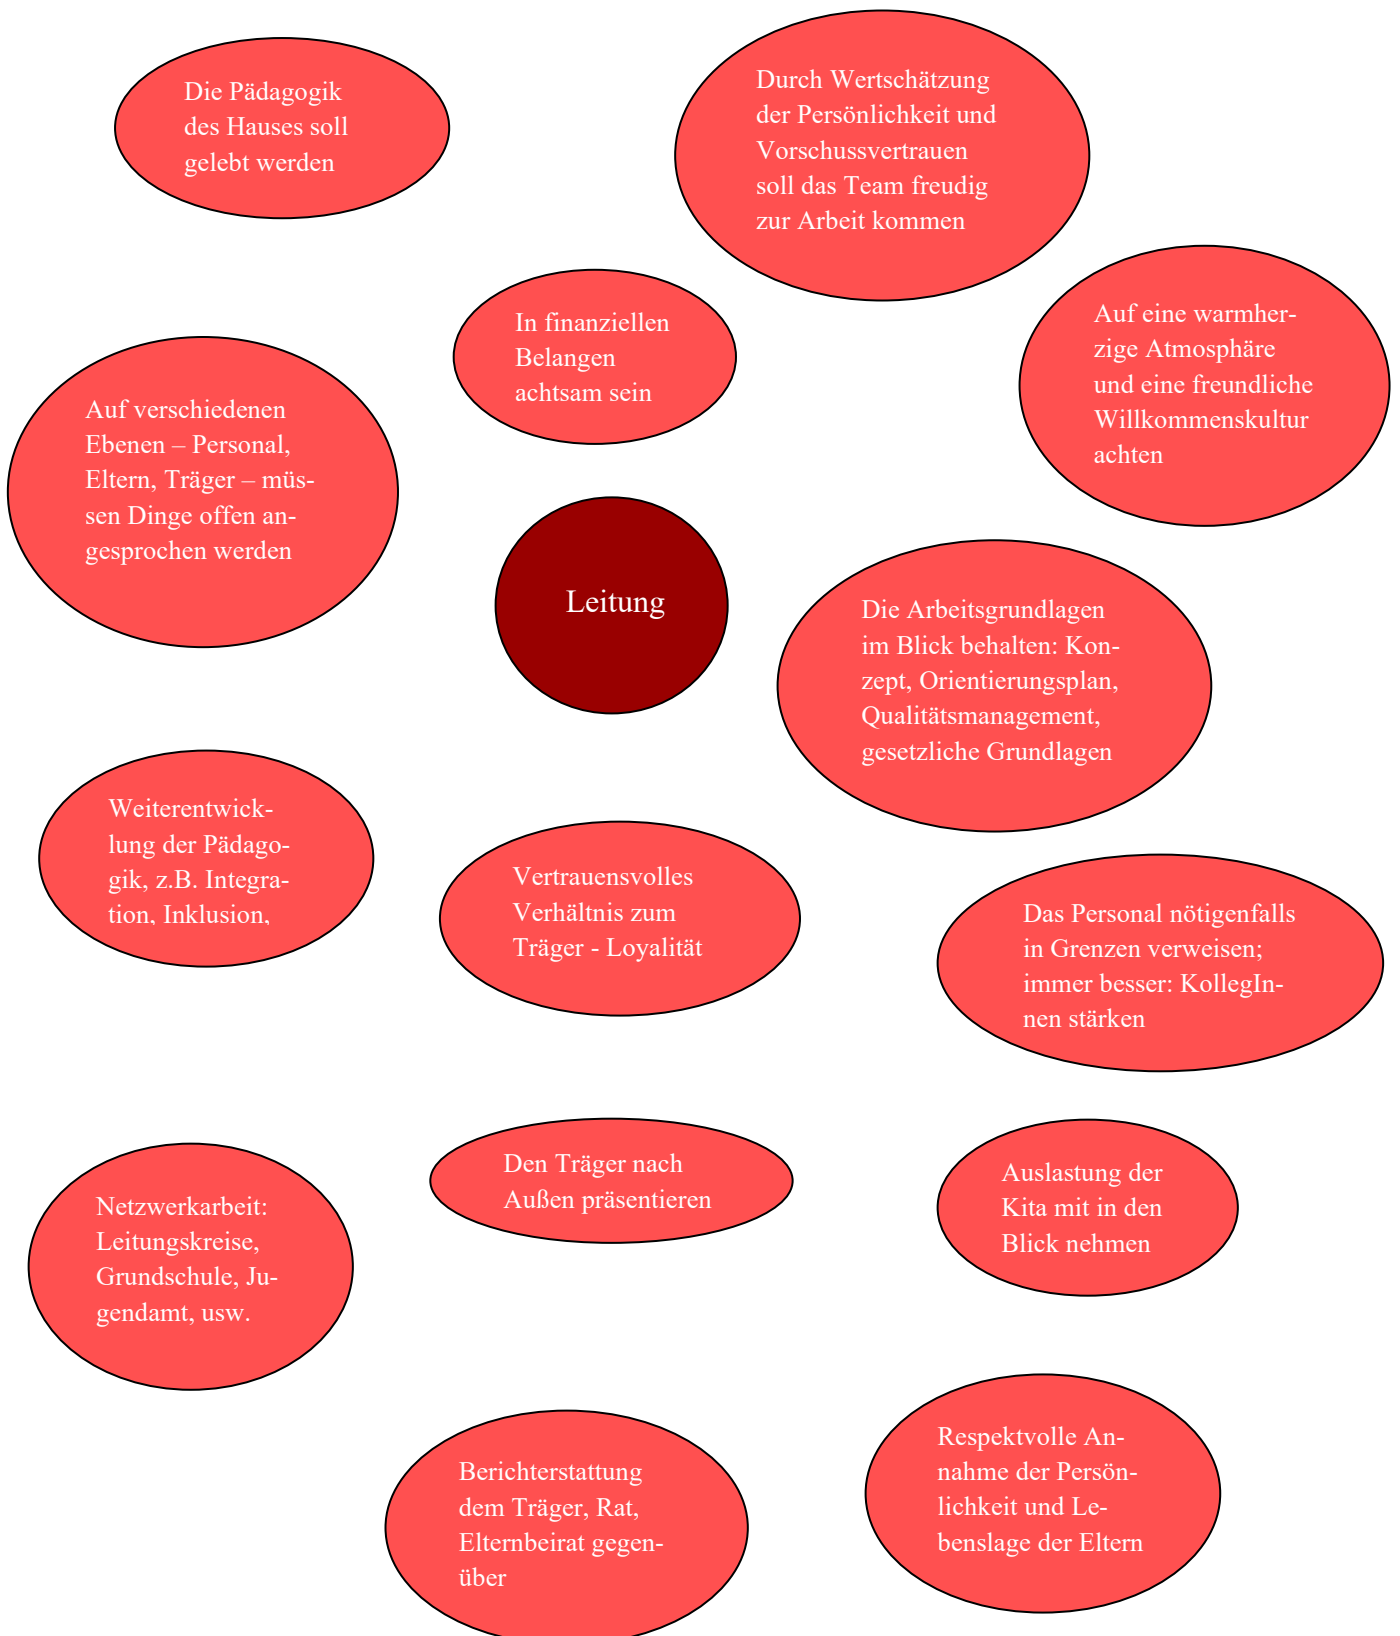 Die Pädagogik
des Hauses soll
gelebt werden
Durch Wertschätzung
der Persönlichkeit und
Vorschussvertrauen
soll das Team freudig
zur Arbeit kommen
In finanziellen
Belangen
achtsam sein
Auf eine warmher-
zige Atmosphäre
und eine freundliche
Willkommenskultur
achten
Auf verschiedenen
Ebenen – Personal,
Eltern, Träger – müs-
sen Dinge offen an-
gesprochen werden
Leitung
Die Arbeitsgrundlagen
im Blick behalten: Kon-
zept, Orientierungsplan,
Qualitätsmanagement,
gesetzliche Grundlagen
Weiterentwick-
lung der Pädago-
gik, z.B. Integra-
tion, Inklusion,
Vertrauensvolles
Verhältnis zum
Träger - Loyalität
Das Personal nötigenfalls
in Grenzen verweisen;
immer besser: KollegIn-
nen stärken
Netzwerkarbeit:
Leitungskreise,
Grundschule, Ju-
gendamt, usw.
Den Träger nach
Außen präsentieren
Auslastung der
Kita mit in den
Blick nehmen
Berichterstattung
dem Träger, Rat,
Elternbeirat gegen-
über
Respektvolle An-
nahme der Persön-
lichkeit und Le-
benslage der Eltern